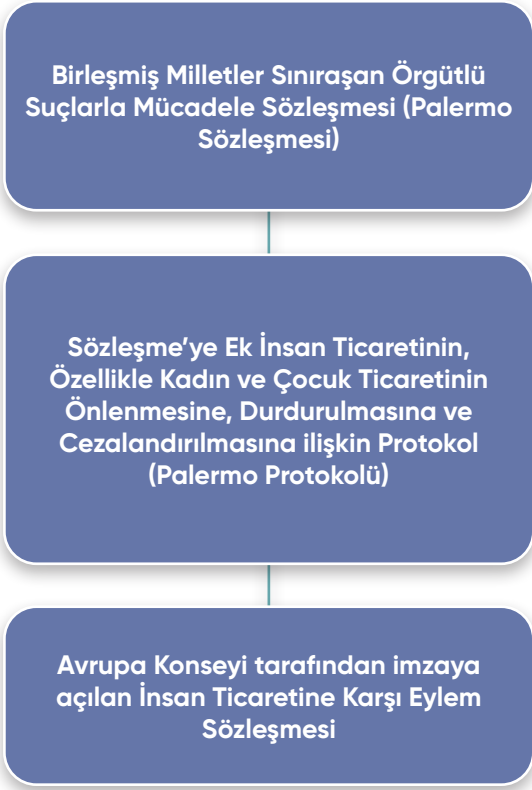 Birleşmiş Milletler Sınıraşan Örgütlü
Suçlarla Mücadele Sözleşmesi (Palermo
Sözleşmesi)
Sözleşme’ye Ek İnsan Ticaretinin,
Özellikle Kadın ve Çocuk Ticaretinin
Önlenmesine, Durdurulmasına ve
Cezalandırılmasına ilişkin Protokol
(Palermo Protokolü)
Avrupa Konseyi tarafından imzaya
açılan İnsan Ticaretine Karşı Eylem
Sözleşmesi